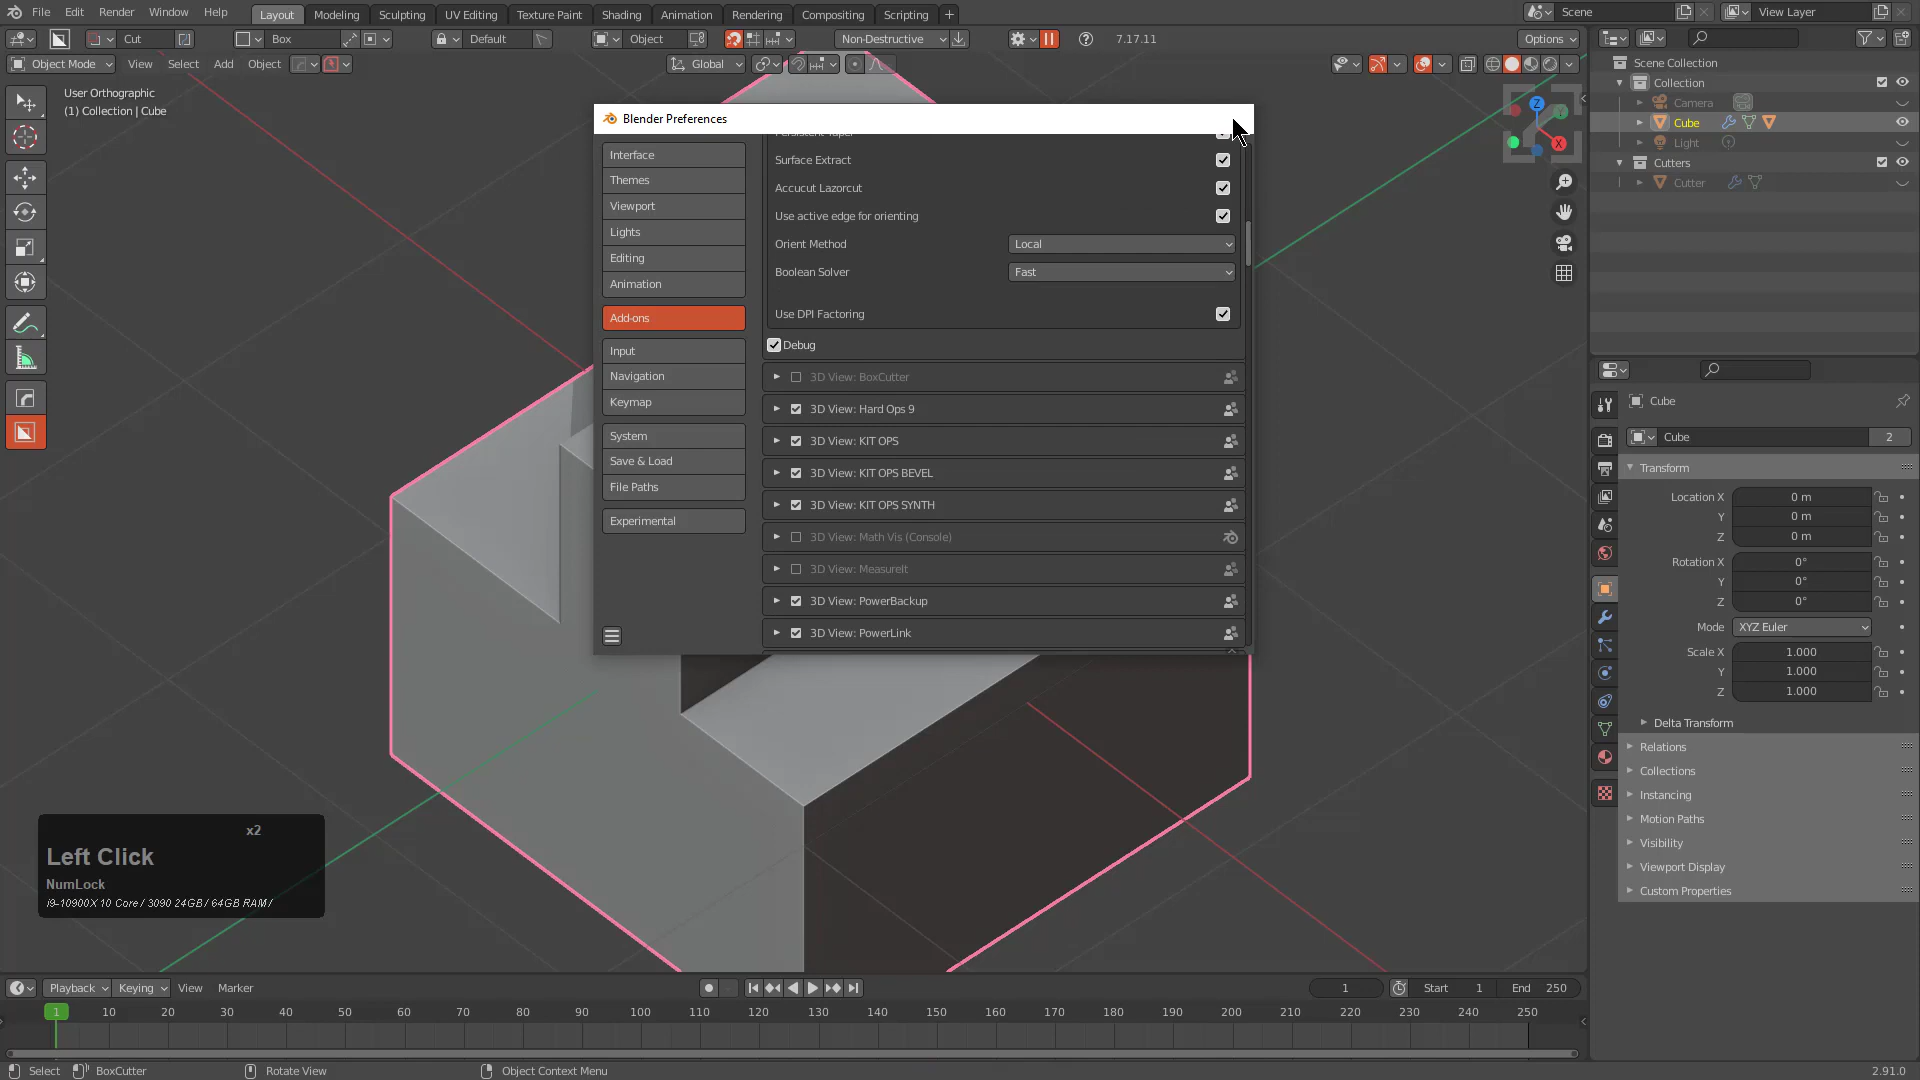 File Edit Render Window Help Layout Modeling Sculpting UV Editing Texture Paint Shading Animation Rendering Compositing Scripting + Scene View Layer
Cut Box Default Object Non-Destructive 7.17.11 Options
Object Mode View Select Add Object Global
User Orthographic
(1) Collection | Cube
Scene Collection
Collection
Camera
Cube
Light
Cutters
Cutter
Z
X
Blender Preferences
Interface
Themes
Viewport
Lights
Editing
Animation
Add-ons
Input
Navigation
Keymap
System
Save & Load
File Paths
Experimental
Persistent Taper
Surface Extract
Accucut Lazorcut
Use active edge for orienting
Orient Method Local
Boolean Solver Fast
Use DPI Factoring
Debug
3D View: BoxCutter
3D View: Hard Ops 9
3D View: KIT OPS
3D View: KIT OPS BEVEL
3D View: KIT OPS SYNTH
3D View: Math Vis (Console)
3D View: MeasureIt
3D View: PowerBackup
3D View: PowerLink
Cube
Cube 2
Transform
Location X 0 m
Y 0 m
Z 0 m
Rotation X 0°
Y 0°
Z 0°
Mode XYZ Euler
Scale X 1.000
Y 1.000
Z 1.000
Delta Transform
Relations
Collections
Instancing
Motion Paths
Visibility
Viewport Display
Custom Properties
x2
Left Click
NumLock
i9-10900X 10 Core / 3090 24GB / 64GB RAM /
Playback Keying View Marker 1 Start 1 End 250
1 10 20 30 40 50 60 70 80 90 100 110 120 130 140 150 160 170 180 190 200 210 220 230 240 250
Select BoxCutter Rotate View Object Context Menu 2.91.0